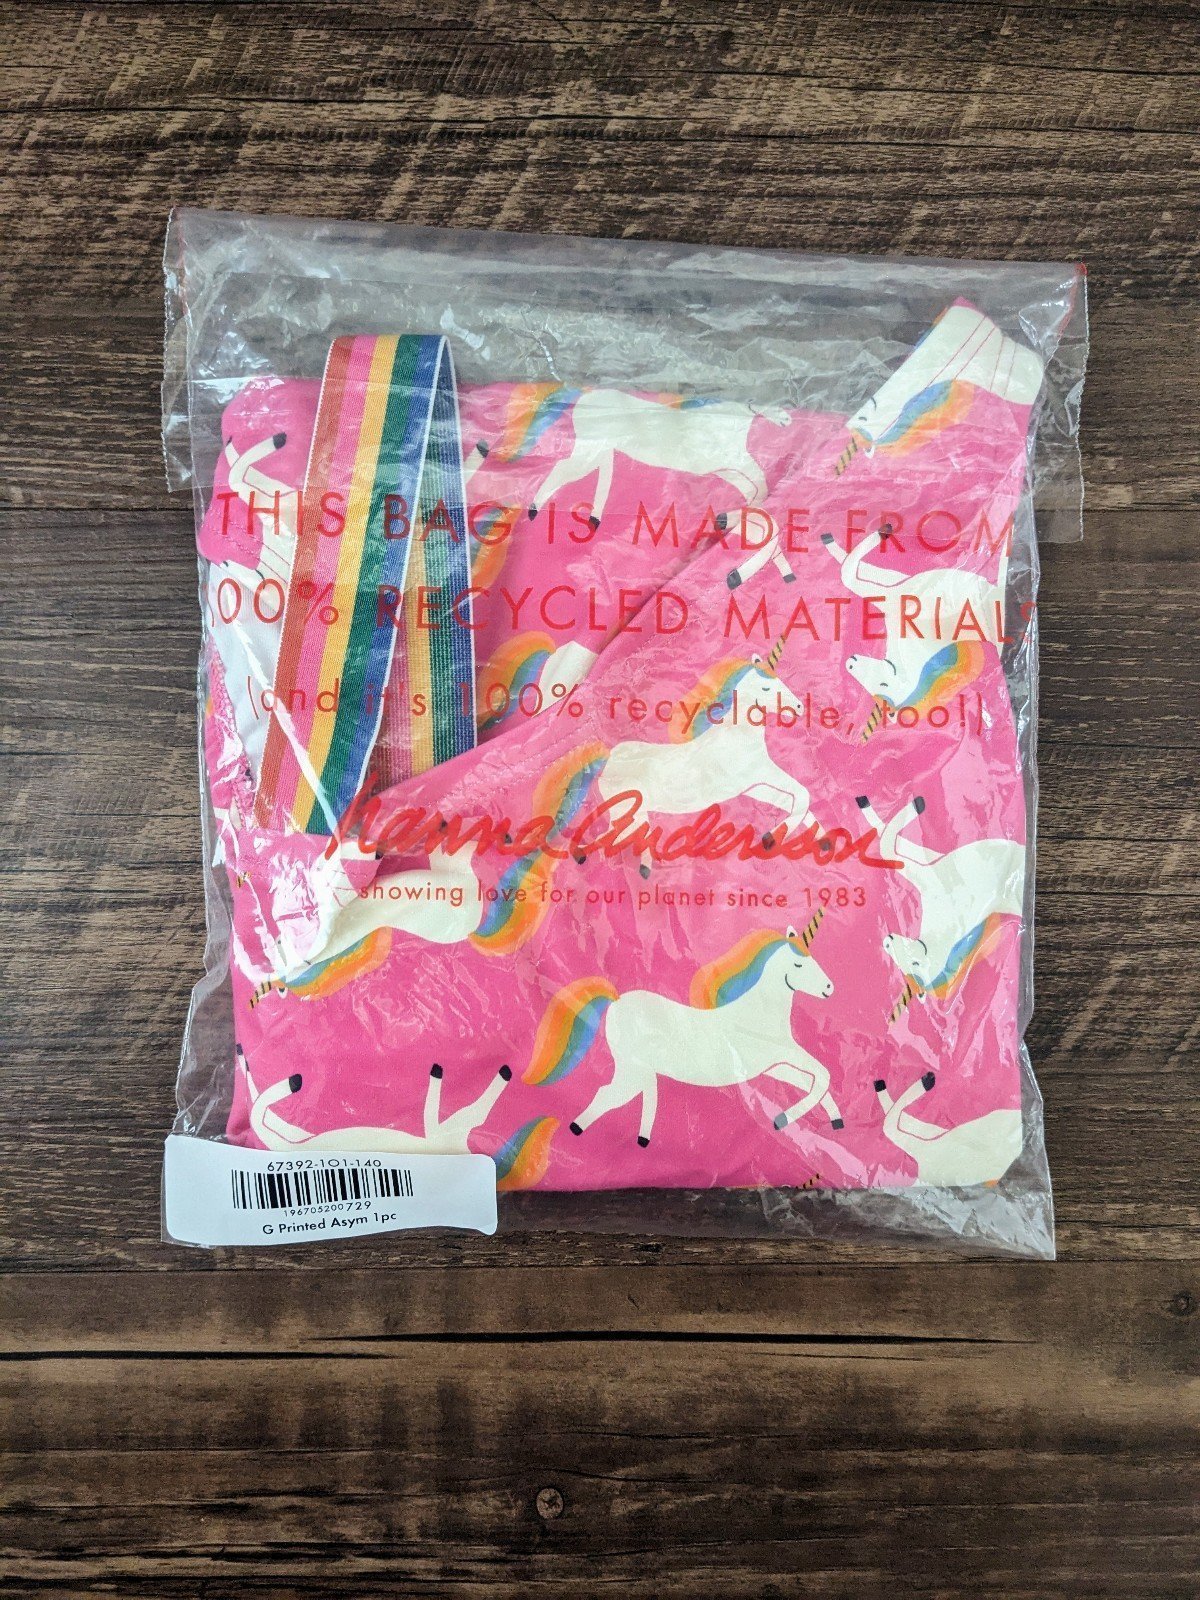 THIS BAG IS MADE FROM
100% RECYCLED MATERIAL
(and it's 100% recyclable, too!)
Hanna Andersson
showing love for our planet since 1983
67392-1O1-140
196705200729
G Printed Asym 1pc